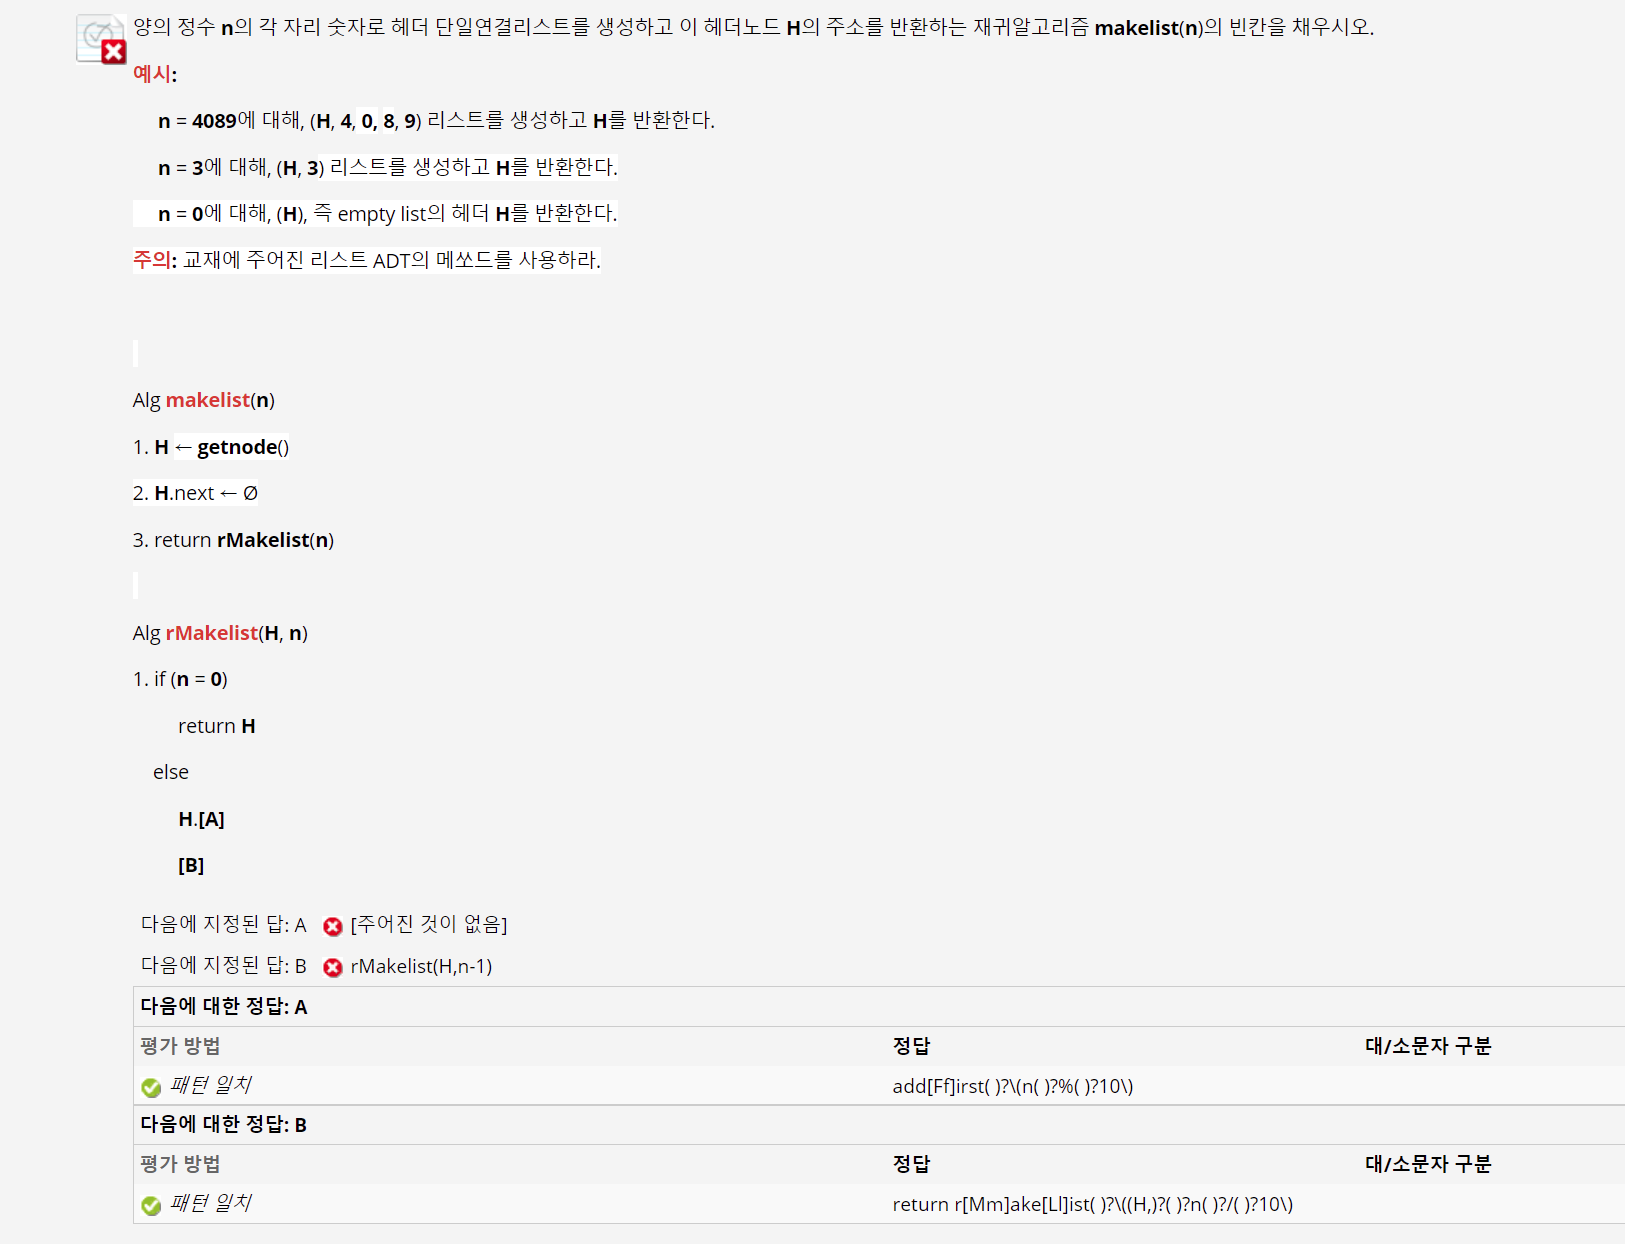 양의 정수 n의 각 자리 숫자로 헤더 단일연결리스트를 생성하고 이 헤더노드 H의 주소를 반환하는 재귀알고리즘 makelist(n)의 빈칸을 채우시오.
예시:
n = 4089에 대해, (H, 4, 0, 8, 9) 리스트를 생성하고 H를 반환한다.
n = 3에 대해, (H, 3) 리스트를 생성하고 H를 반환한다.
n = 0에 대해, (H), 즉 empty list의 헤더 H를 반환한다.
주의: 교재에 주어진 리스트 ADT의 메쏘드를 사용하라.
Alg makelist(n)
1. H ← getnode()
2. H.next ← Ø
3. return rMakelist(n)
Alg rMakelist(H, n)
1. if (n = 0)
return H
else
H.[A]
[B]
다음에 지정된 답: A [주어진 것이 없음]
다음에 지정된 답: B rMakelist(H,n-1)
다음에 대한 정답: A
평가 방법 정답 대/소문자 구분
패턴 일치 add[Ff]irst( )?\(n( )?%( )?10\)
다음에 대한 정답: B
평가 방법 정답 대/소문자 구분
패턴 일치 return r[Mm]ake[Ll]ist( )?\((H,)?( )?n( )?/( )?10\)